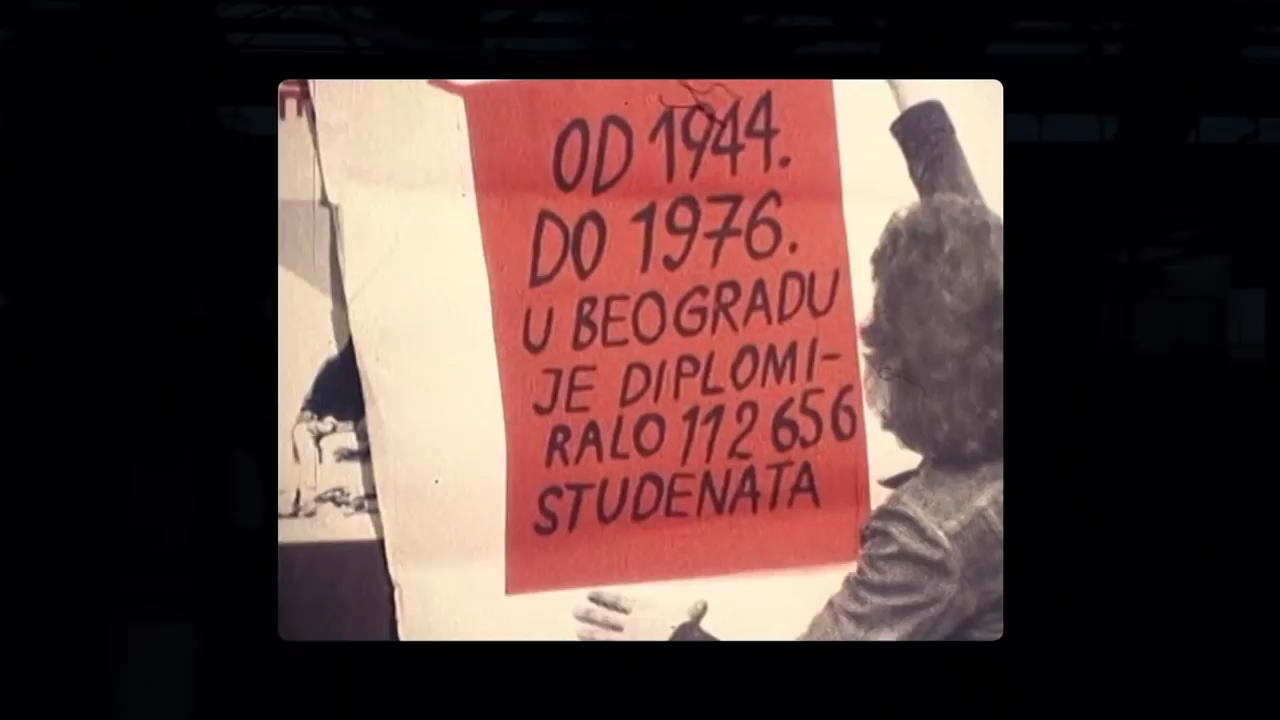 OD 1944.
DO 1976.
U BEOGRADU
JE DIPLOMI-
RALO 112 656
STUDENATA